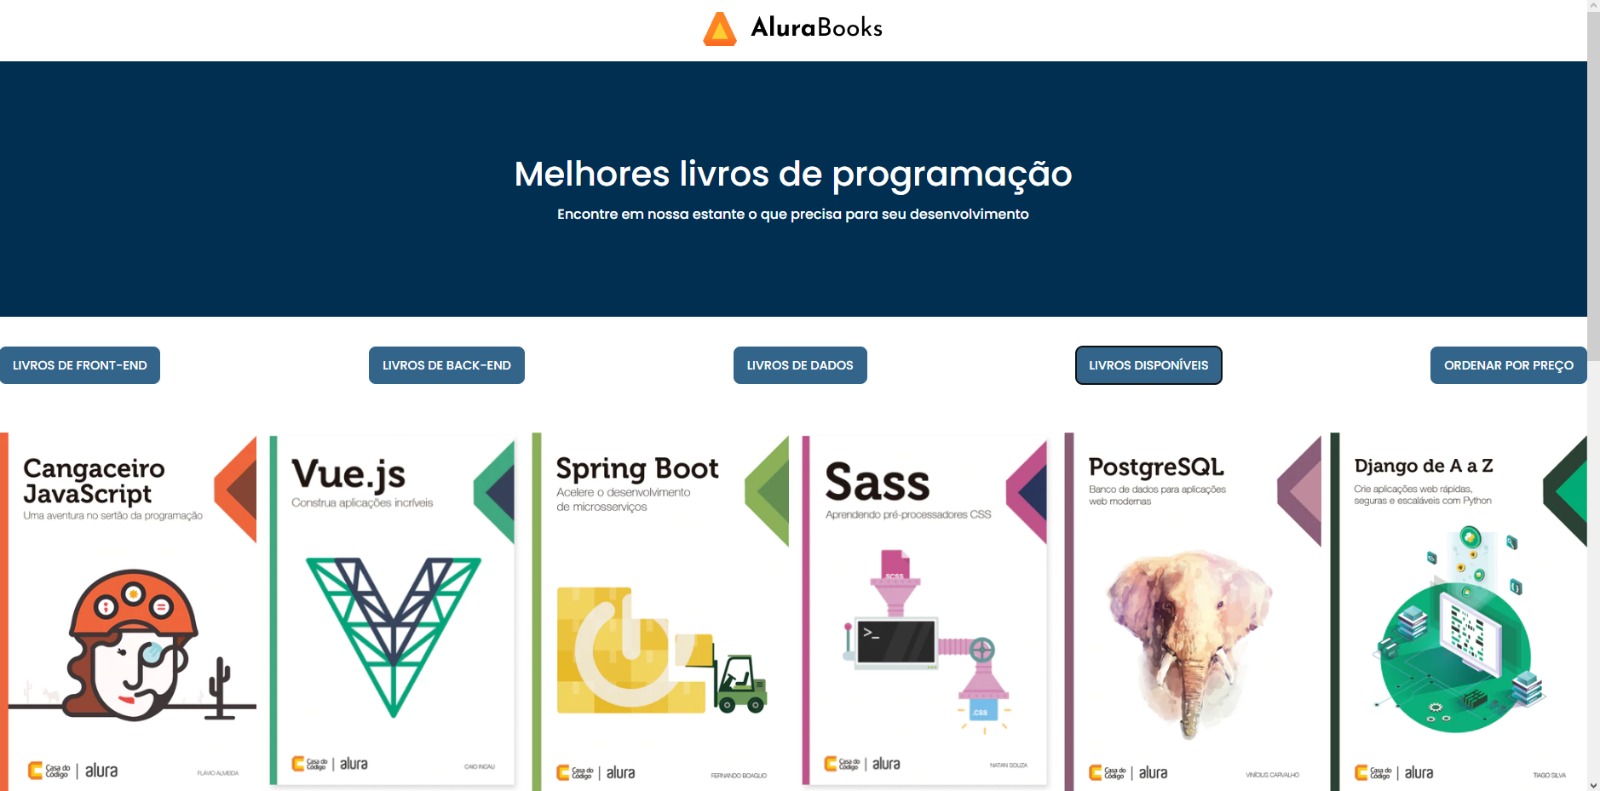 AluraBooks
Melhores livros de programação
Encontre em nossa estante o que precisa para seu desenvolvimento
LIVROS DE FRONT-END
LIVROS DE BACK-END
LIVROS DE DADOS
LIVROS DISPONÍVEIS
ORDENAR POR PREÇO
Cangaceiro
JavaScript
Uma aventura no sertão da programação
; * =
Casa do
Código
alura
FLÁVIO ALMEIDA
Vue.js
Construa aplicações incríveis
Casa do
Código
alura
CAIO INCAU
Spring Boot
Acelere o desenvolvimento
de microsserviços
Casa do
Código
alura
FERNANDO BOAGLIO
Sass
Aprendendo pré-processadores CSS
SCSS
>_
.CSS
Casa do
Código
alura
NATAN SOUZA
PostgreSQL
Banco de dados para aplicações
web modernas
Casa do
Código
alura
VINÍCIUS CARVALHO
Django de A a Z
Crie aplicações web rápidas,
seguras e escaláveis com Python
Casa do
Código
alura
TIAGO SILVA